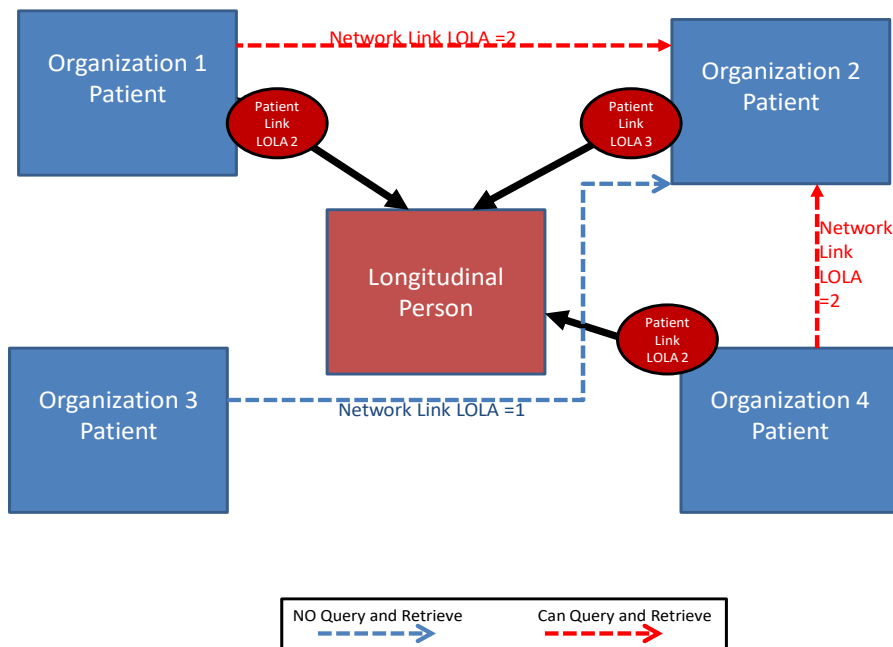 Network Link LOLA =2
Organization 1
Patient
Organization 2
Patient
Patient
Link
LOLA 2
Patient
Link
LOLA 3
Network
Link
LOLA
=2
Longitudinal
Person
Patient
Link
LOLA 2
Organization 3
Patient
Network Link LOLA =1
Organization 4
Patient
NO Query and Retrieve
Can Query and Retrieve